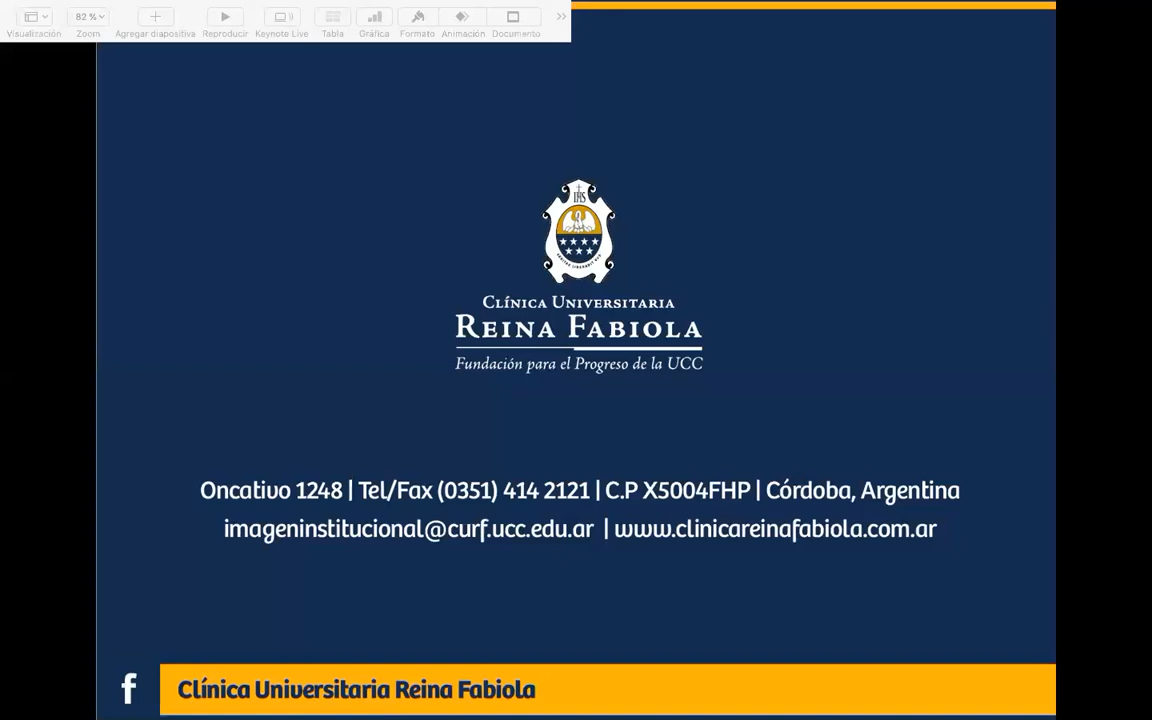 82 %
Visualización Zoom Agregar diapositiva Reproducir Keynote Live Tabla Gráfica Formato Animación Documento
IHS
CLÍNICA UNIVERSITARIA
REINA FABIOLA
Fundación para el Progreso de la UCC
Oncativo 1248 | Tel/Fax (0351) 414 2121 | C.P X5004FHP | Córdoba, Argentina
imageninstitucional@curf.ucc.edu.ar | www.clinicareinafabiola.com.ar
f Clínica Universitaria Reina Fabiola